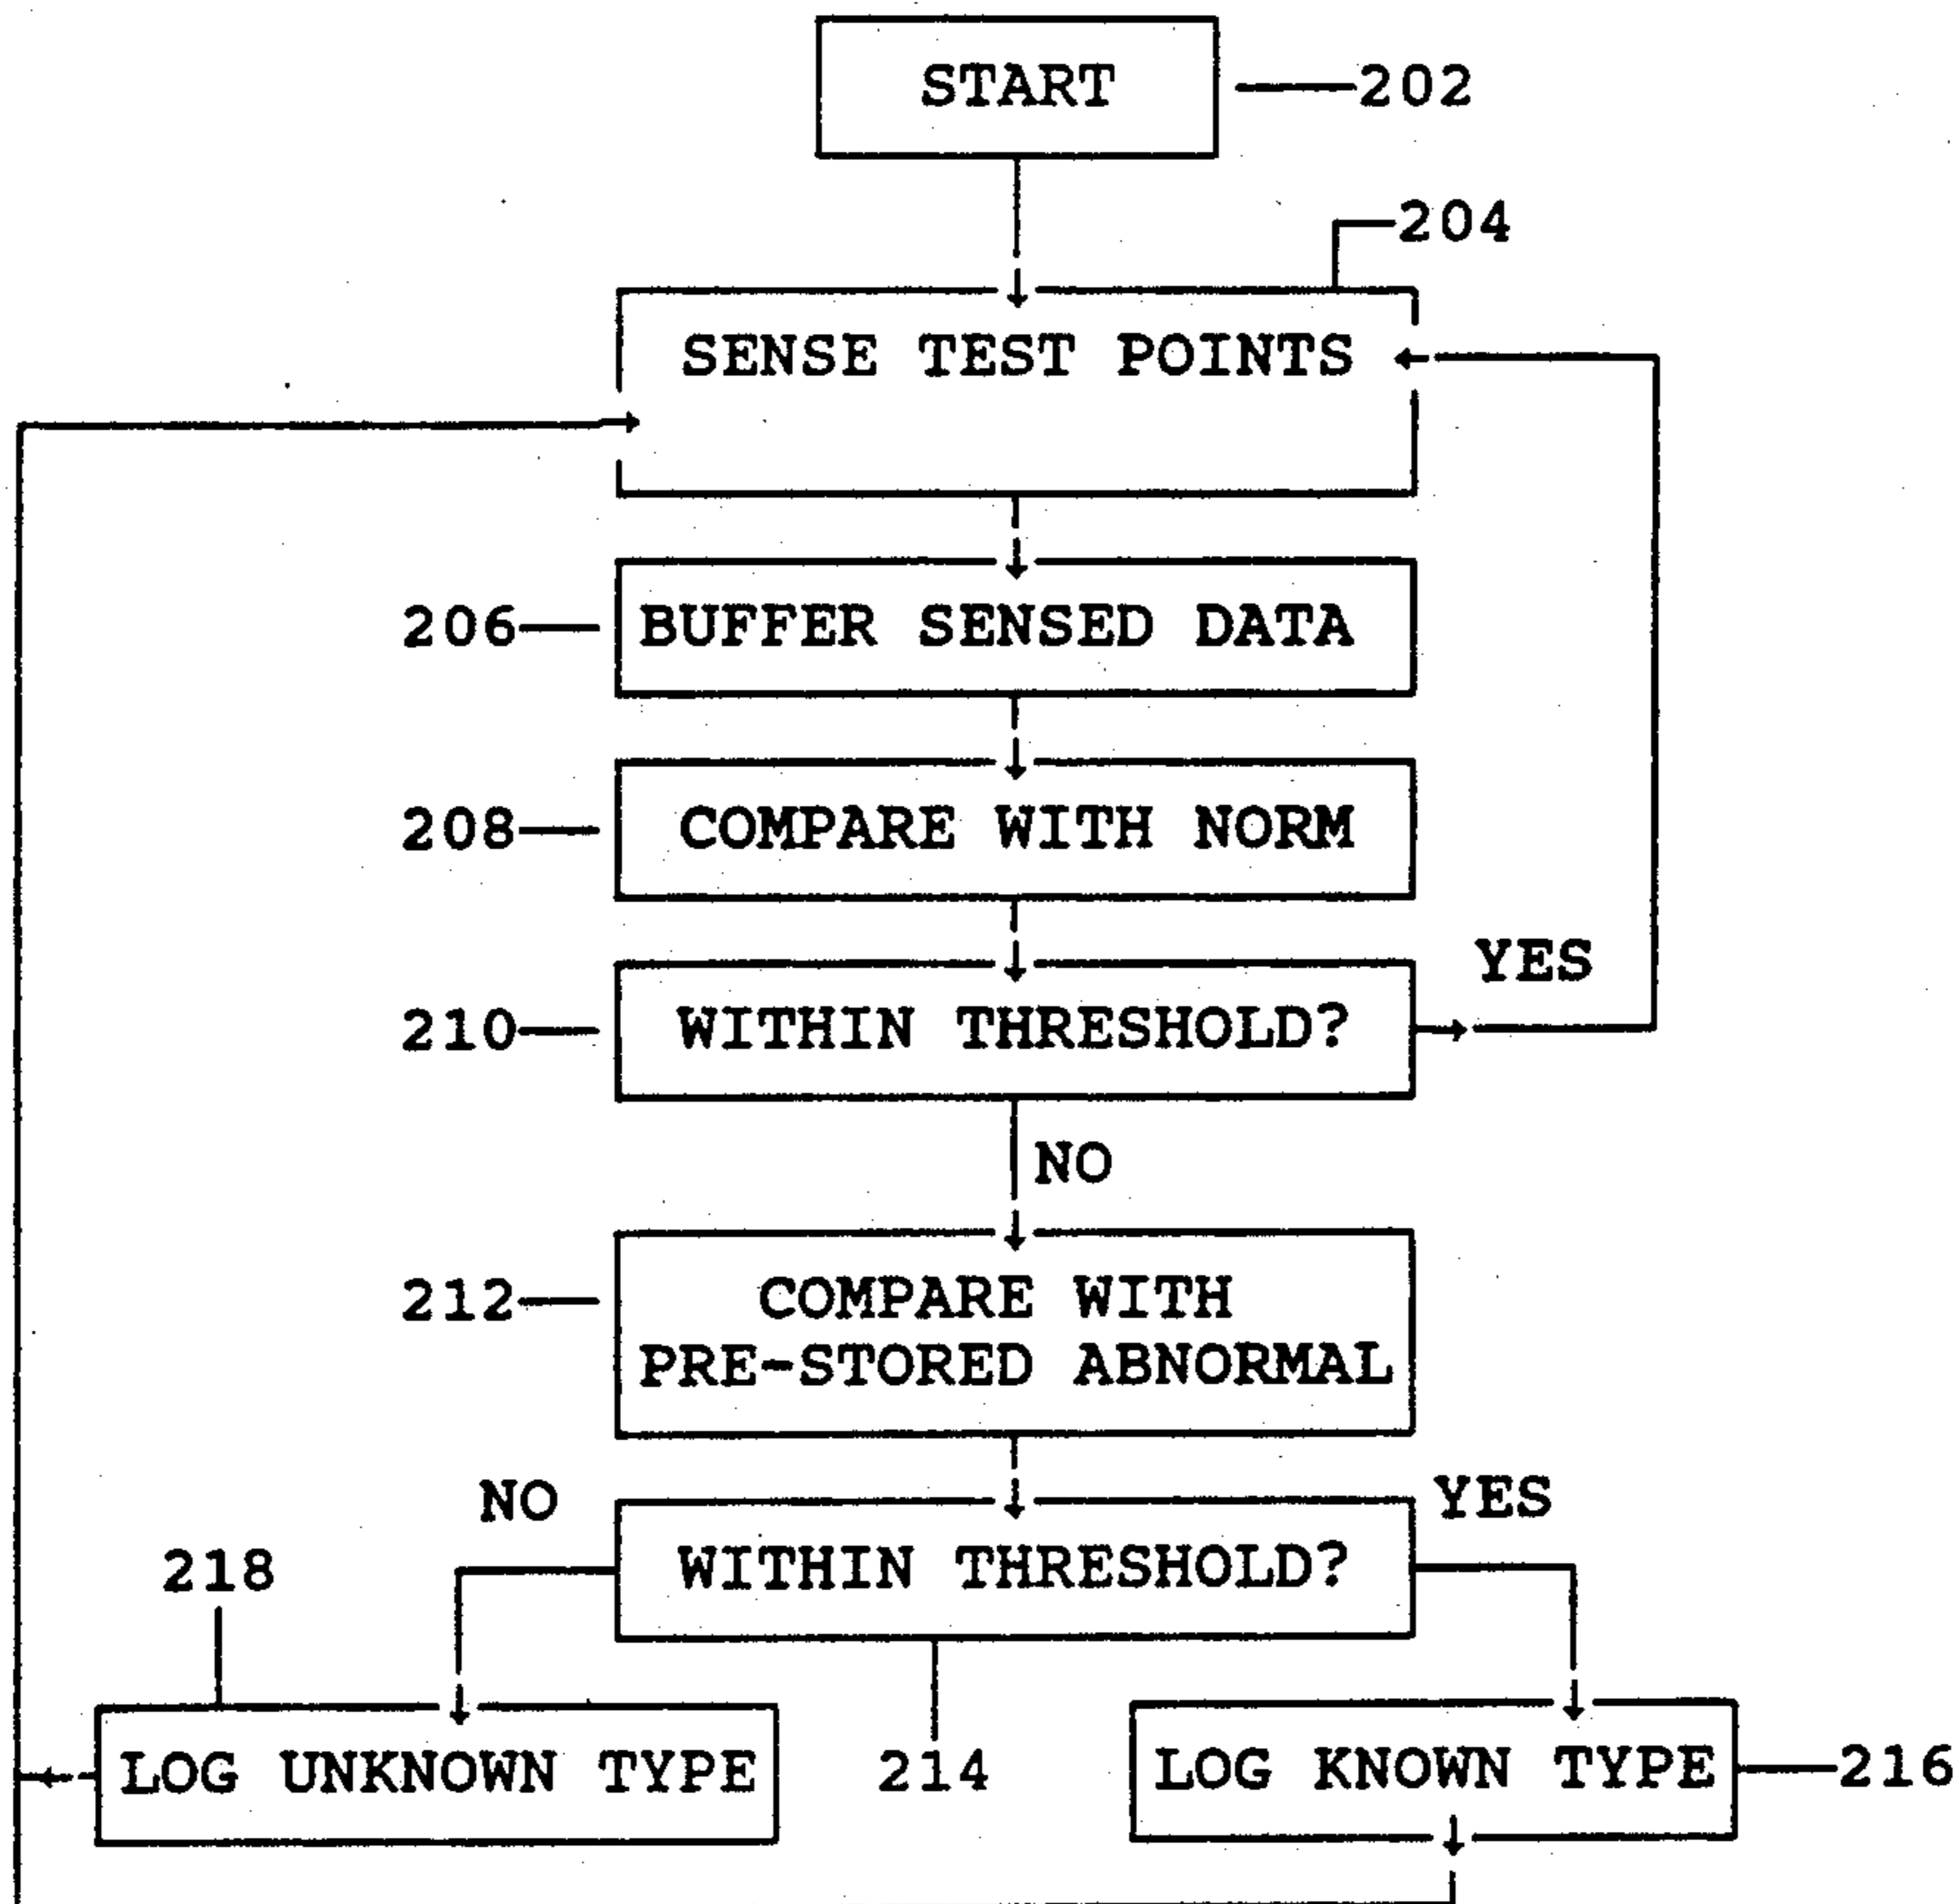 START
202
204
SENSE TEST POINTS
206
BUFFER SENSED DATA
208
COMPARE WITH NORM
YES
210
WITHIN THRESHOLD?
NO
212
COMPARE WITH
PRE-STORED ABNORMAL
NO
YES
218
WITHIN THRESHOLD?
LOG UNKNOWN TYPE
214
LOG KNOWN TYPE
216